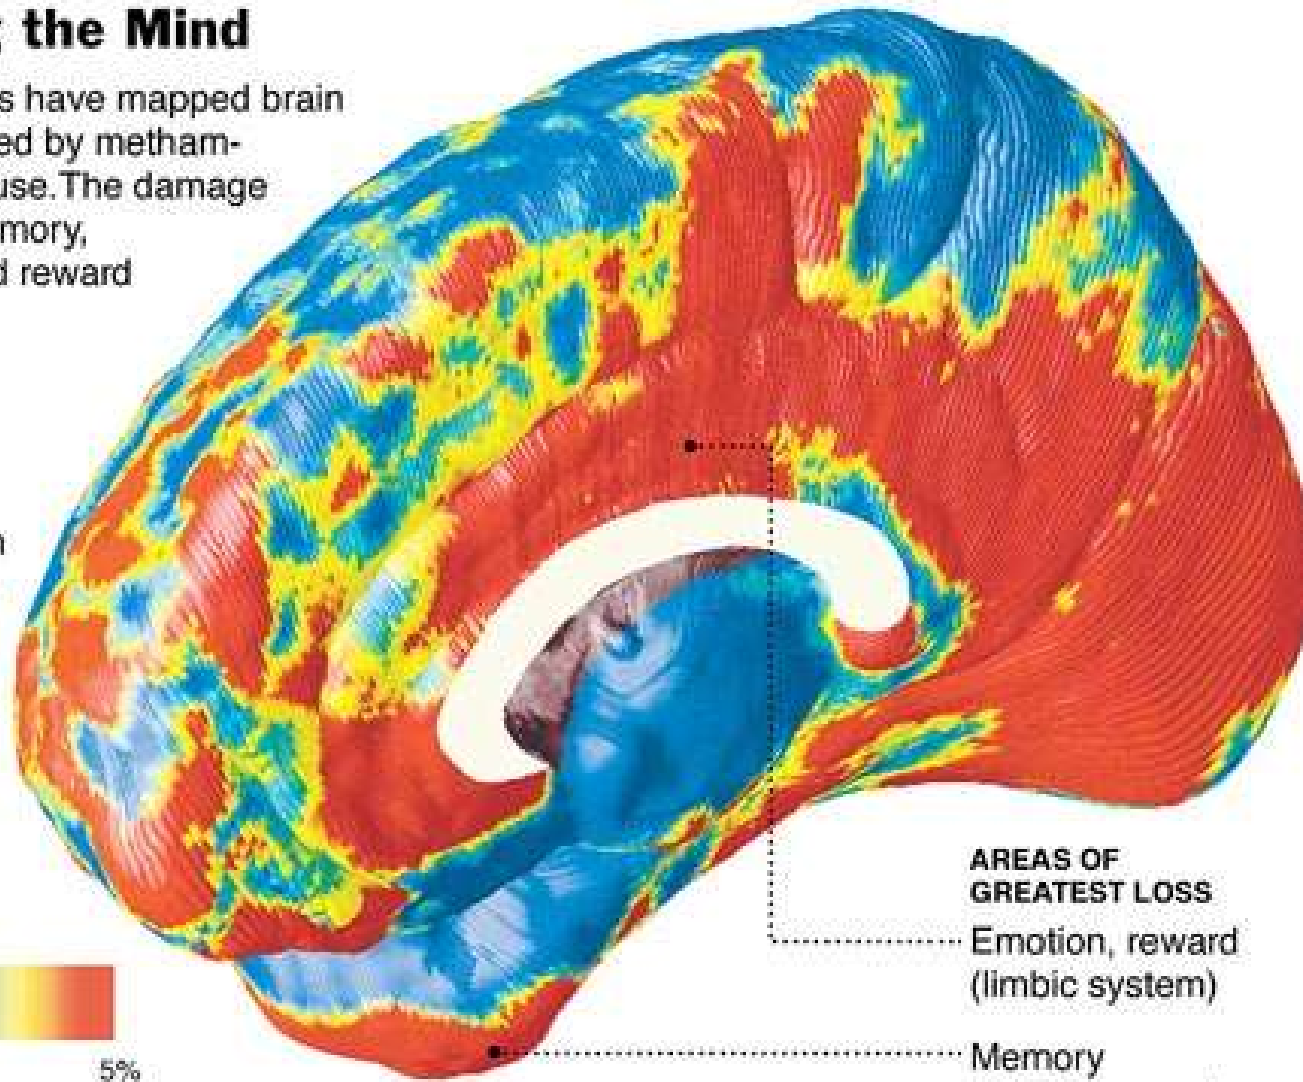 the Mind
s have mapped brain
ed by metham-
use. The damage
mory,
d reward
n
5%
AREAS OF
GREATEST LOSS
Emotion, reward
(limbic system)
Memory